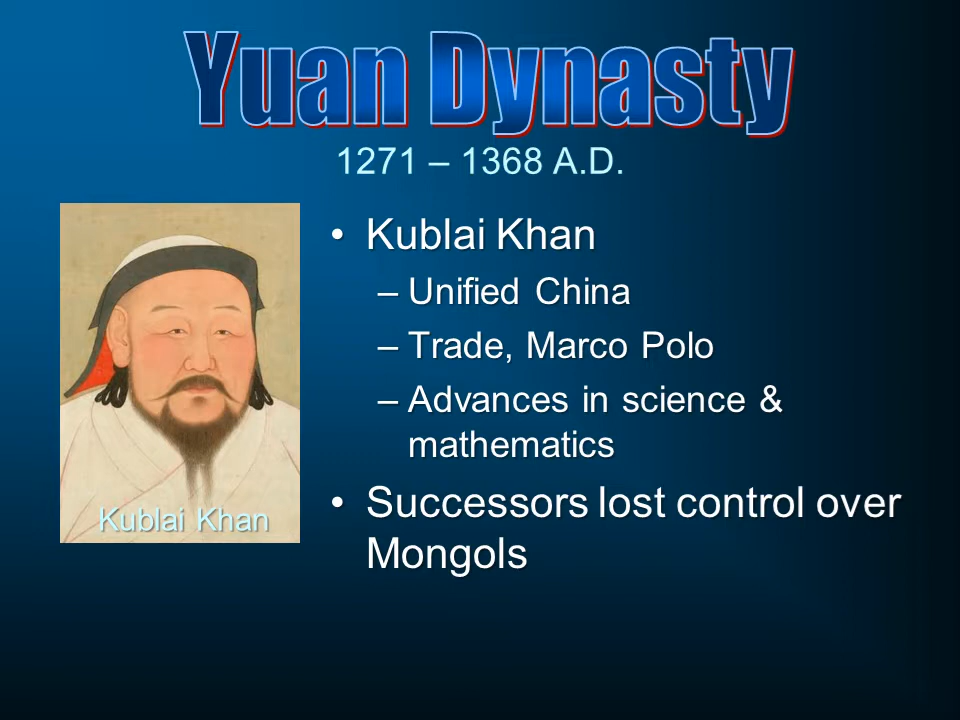 Yuan Dynasty
1271 – 1368 A.D.
• Kublai Khan
– Unified China
– Trade, Marco Polo
– Advances in science &
mathematics
• Successors lost control over
Mongols
Kublai Khan